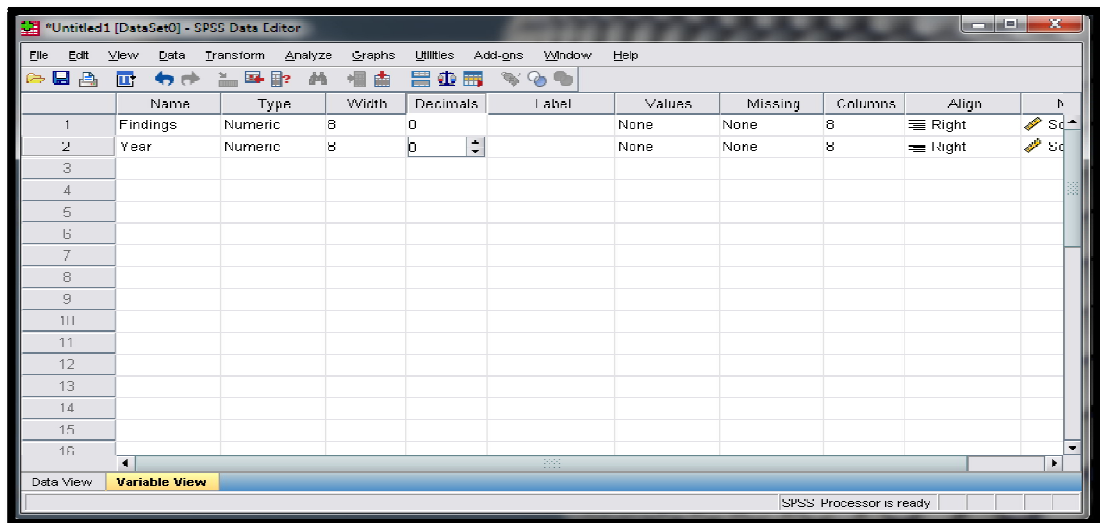 *Untitled1 [DataSet0] - SPSS Data Editor
File Edit View Data Transform Analyze Graphs Utilities Add-ons Window Help
Name Type Width Decimals Label Values Missing Columns Align
1 Findings Numeric 8 0 None None 8 Right Sc
2 Year Numeric 8 0 None None 8 Right Sc
3
4
5
6
7
8
9
10
11
12
13
14
15
16
Data View Variable View
SPSS Processor is ready